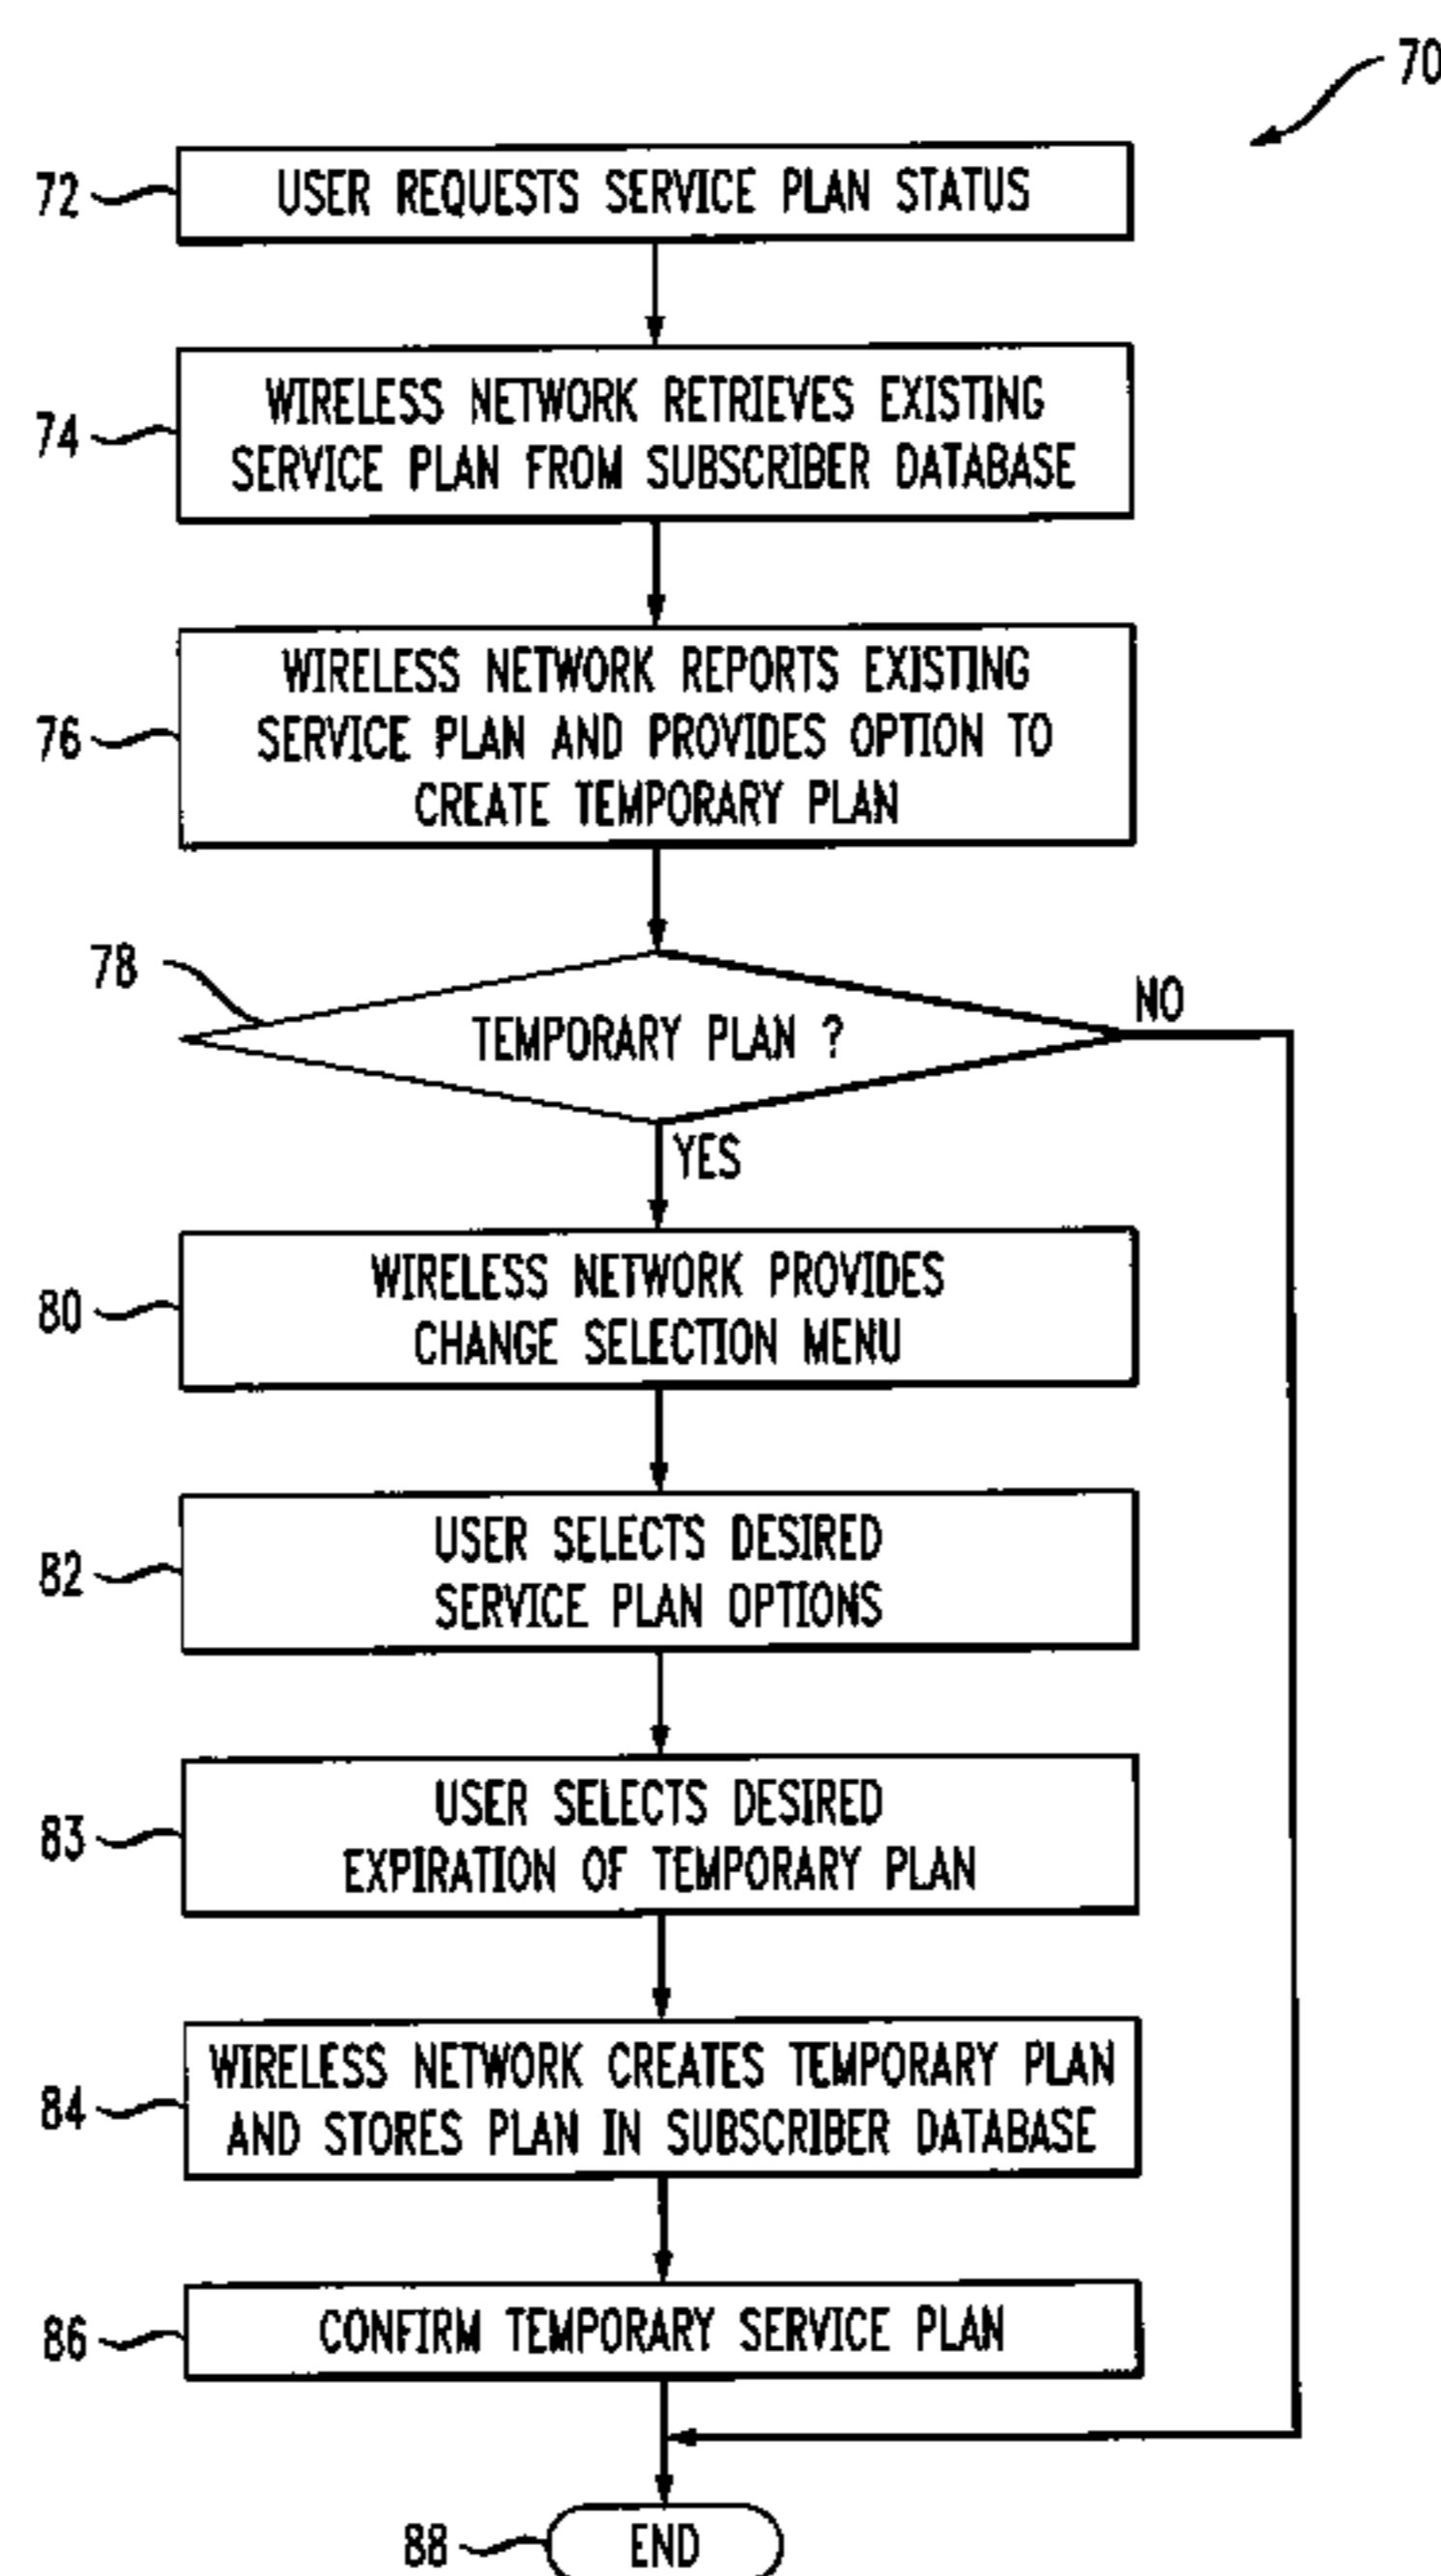 70
72
USER REQUESTS SERVICE PLAN STATUS
74
WIRELESS NETWORK RETRIEVES EXISTING
SERVICE PLAN FROM SUBSCRIBER DATABASE
76
WIRELESS NETWORK REPORTS EXISTING
SERVICE PLAN AND PROVIDES OPTION TO
CREATE TEMPORARY PLAN
78
TEMPORARY PLAN ?
NO
YES
80
WIRELESS NETWORK PROVIDES
CHANGE SELECTION MENU
82
USER SELECTS DESIRED
SERVICE PLAN OPTIONS
83
USER SELECTS DESIRED
EXPIRATION OF TEMPORARY PLAN
84
WIRELESS NETWORK CREATES TEMPORARY PLAN
AND STORES PLAN IN SUBSCRIBER DATABASE
86
CONFIRM TEMPORARY SERVICE PLAN
88
END